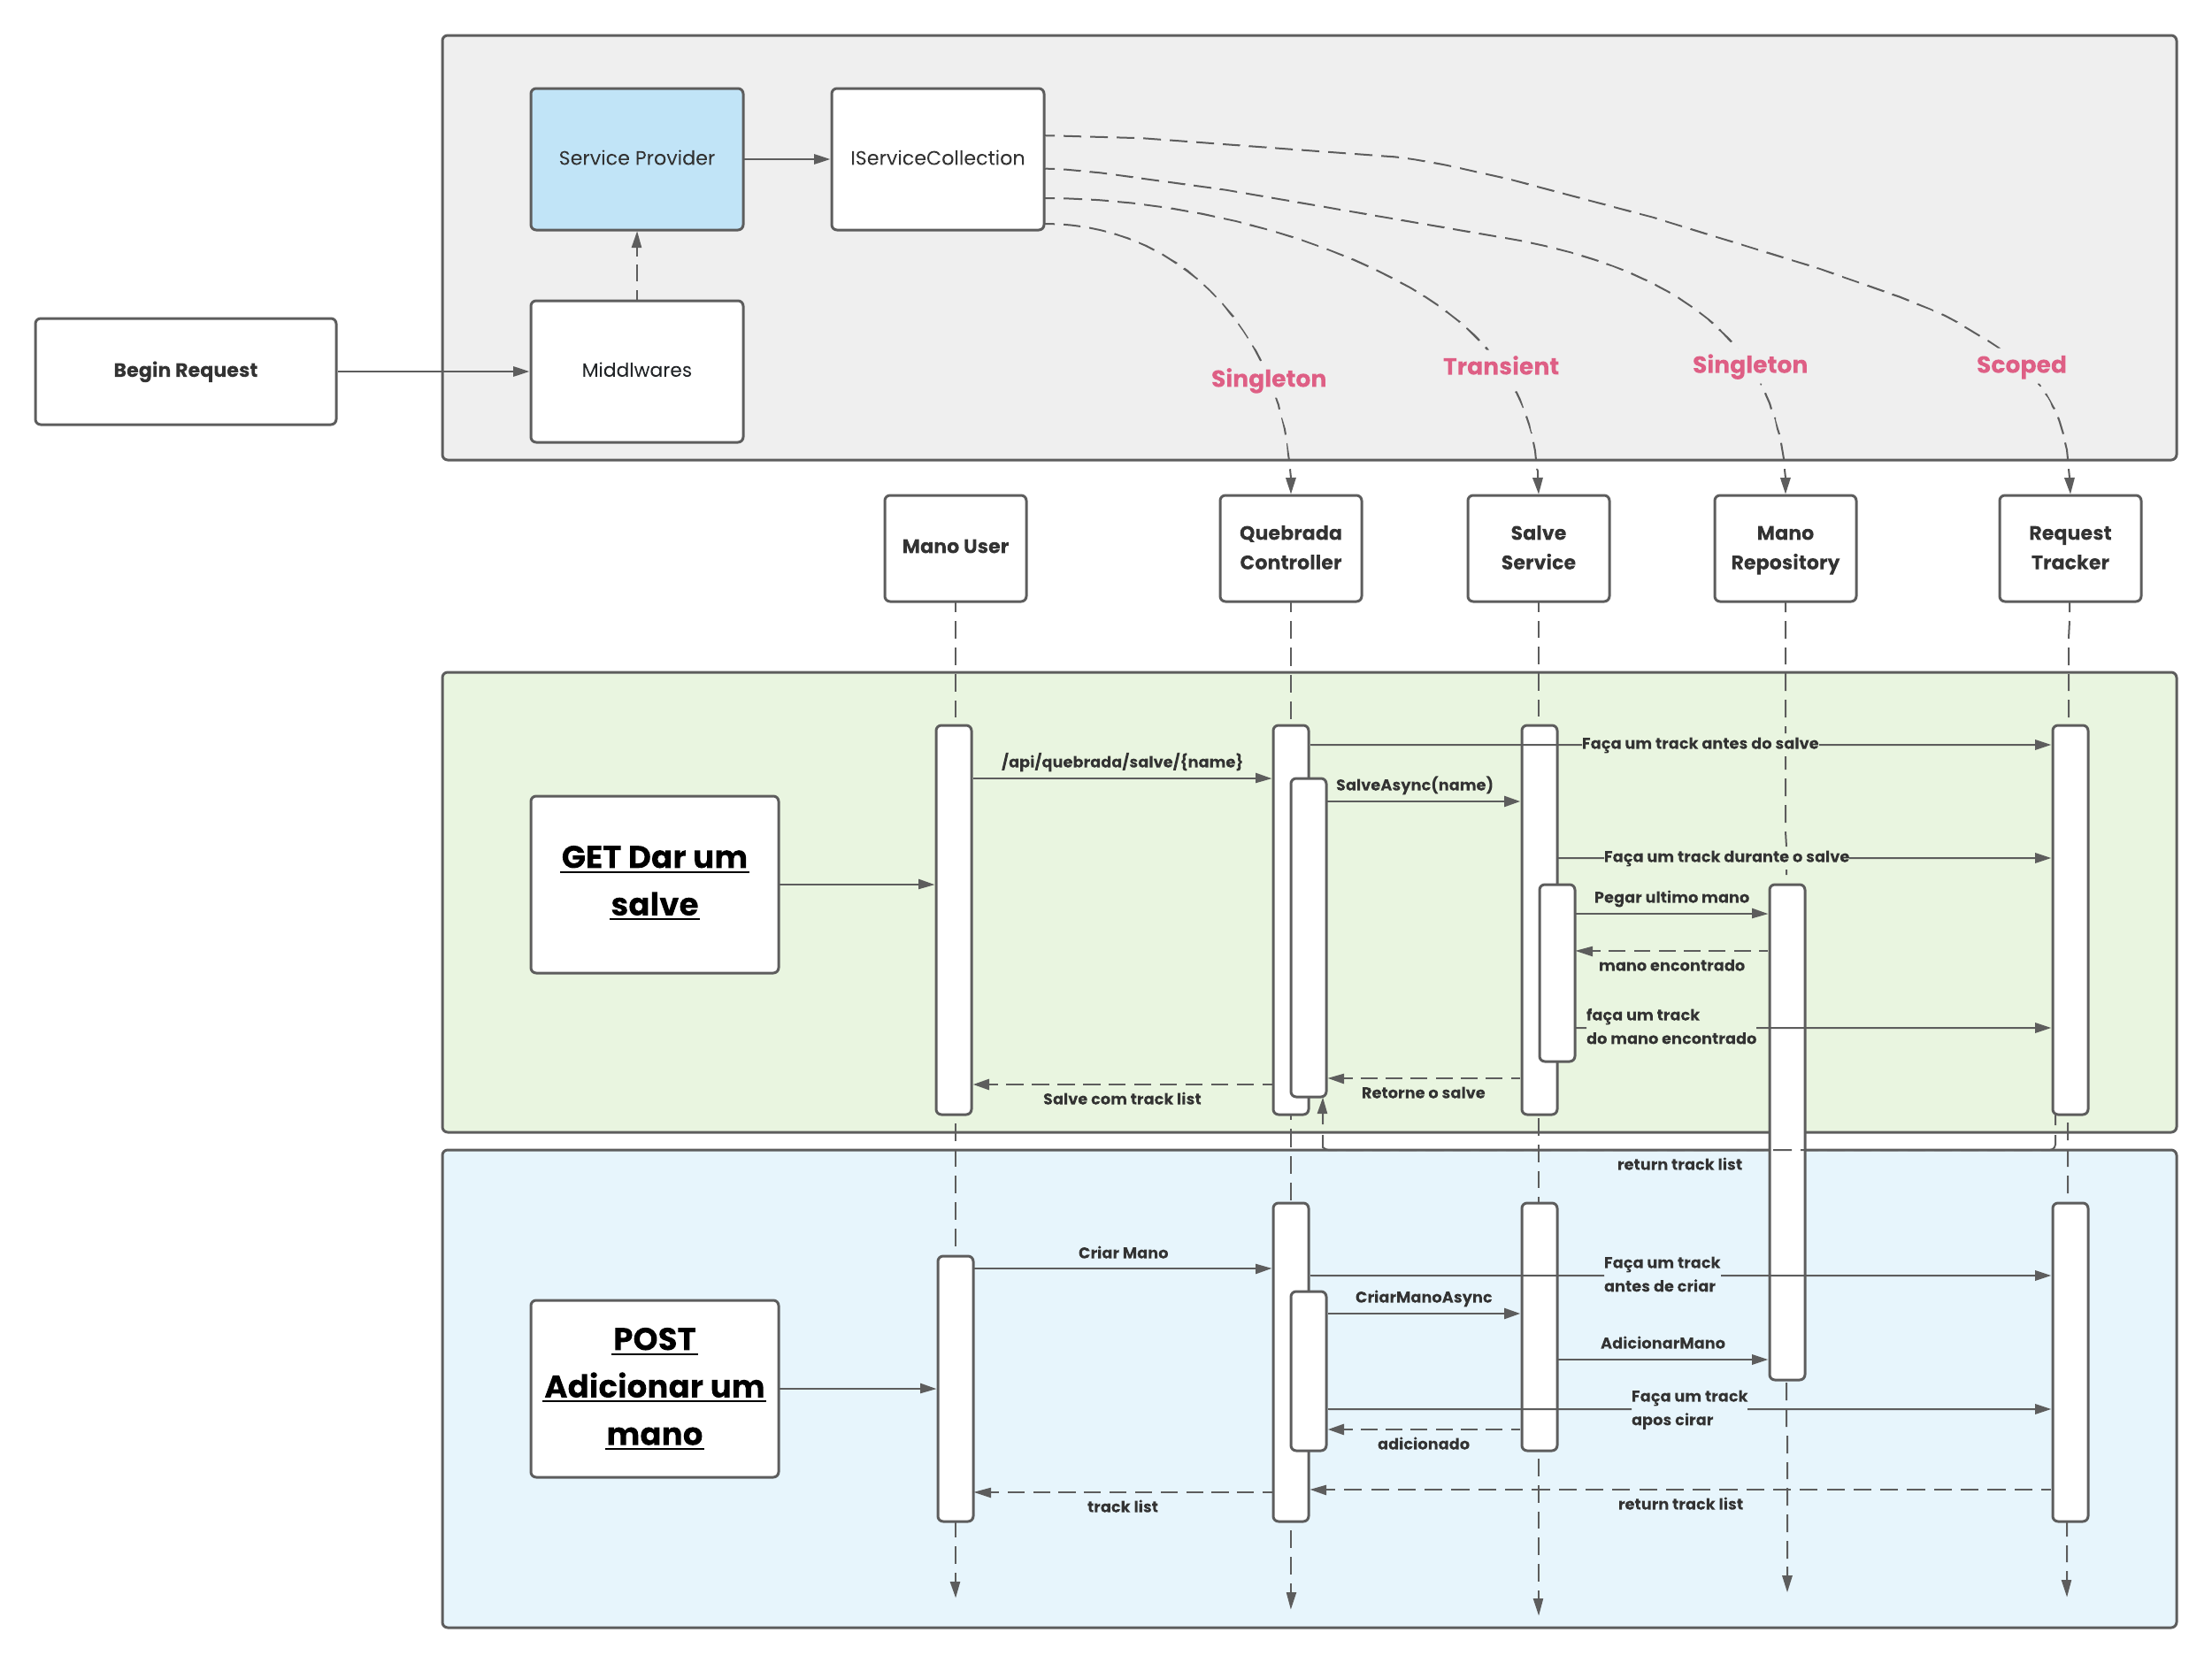 Service Provider
IServiceCollection
Begin Request
Middlwares
Singleton
Transient
Singleton
Scoped
Mano User
Quebrada
Controller
Salve
Service
Mano
Repository
Request
Tracker
Faça um track antes do salve
/api/quebrada/salve/{name}
SalveAsync(name)
GET Dar um
salve
Faça um track durante o salve
Pegar ultimo mano
mano encontrado
faça um track
do mano encontrado
Retorne o salve
Salve com track list
return track list
Criar Mano
Faça um track
antes de criar
CriarManoAsync
POST
Adicionar um
mano
AdicionarMano
Faça um track
apos cirar
adicionado
track list
return track list